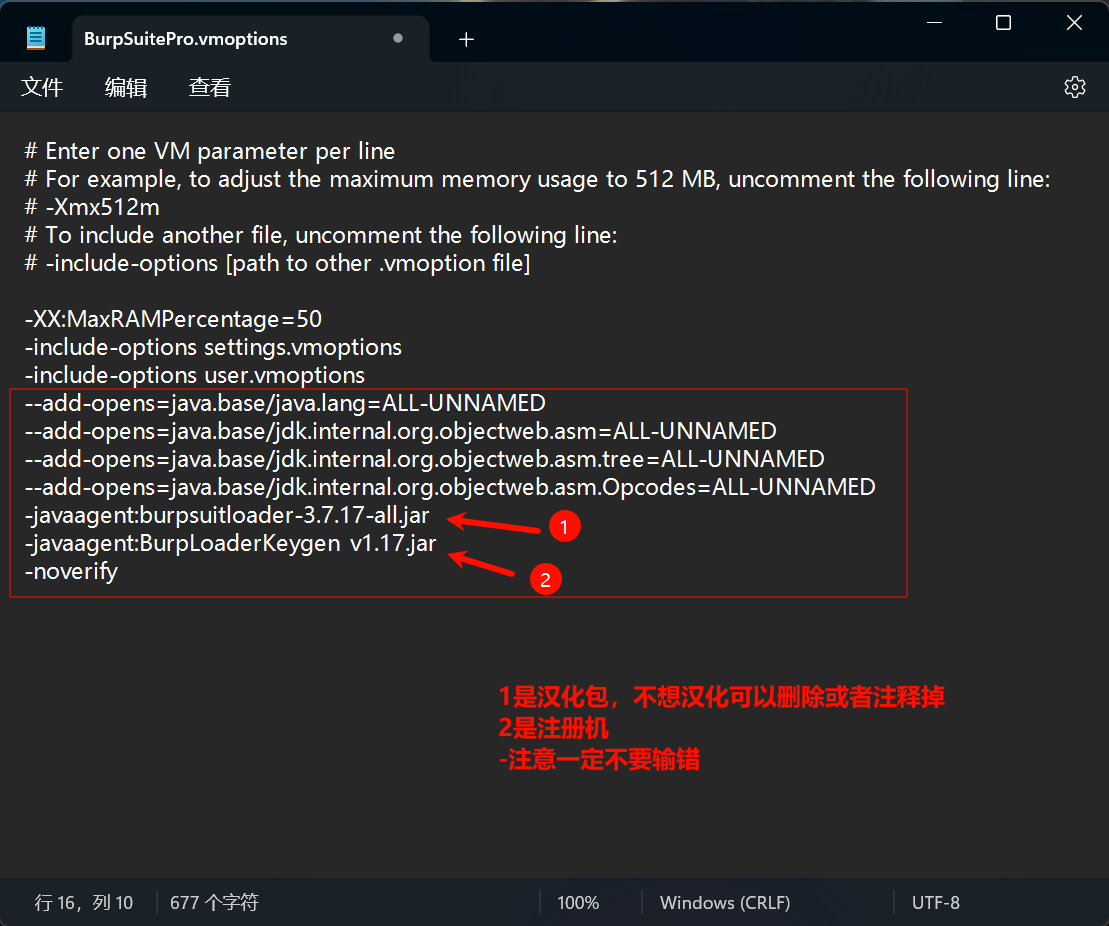 BurpSuitePro.vmoptions
文件 编辑 查看
# Enter one VM parameter per line
# For example, to adjust the maximum memory usage to 512 MB, uncomment the following line:
# -Xmx512m
# To include another file, uncomment the following line:
# -include-options [path to other .vmoption file]
-XX:MaxRAMPercentage=50
-include-options settings.vmoptions
-include-options user.vmoptions
--add-opens=java.base/java.lang=ALL-UNNAMED
--add-opens=java.base/jdk.internal.org.objectweb.asm=ALL-UNNAMED
--add-opens=java.base/jdk.internal.org.objectweb.asm.tree=ALL-UNNAMED
--add-opens=java.base/jdk.internal.org.objectweb.asm.Opcodes=ALL-UNNAMED
-javaagent:burpsuitloader-3.7.17-all.jar
1
-javaagent:BurpLoaderKeygen v1.17.jar
2
-noverify
1是汉化包，不想汉化可以删除或者注释掉
2是注册机
-注意一定不要输错
行 16，列 10 677 个字符 100% Windows (CRLF) UTF-8